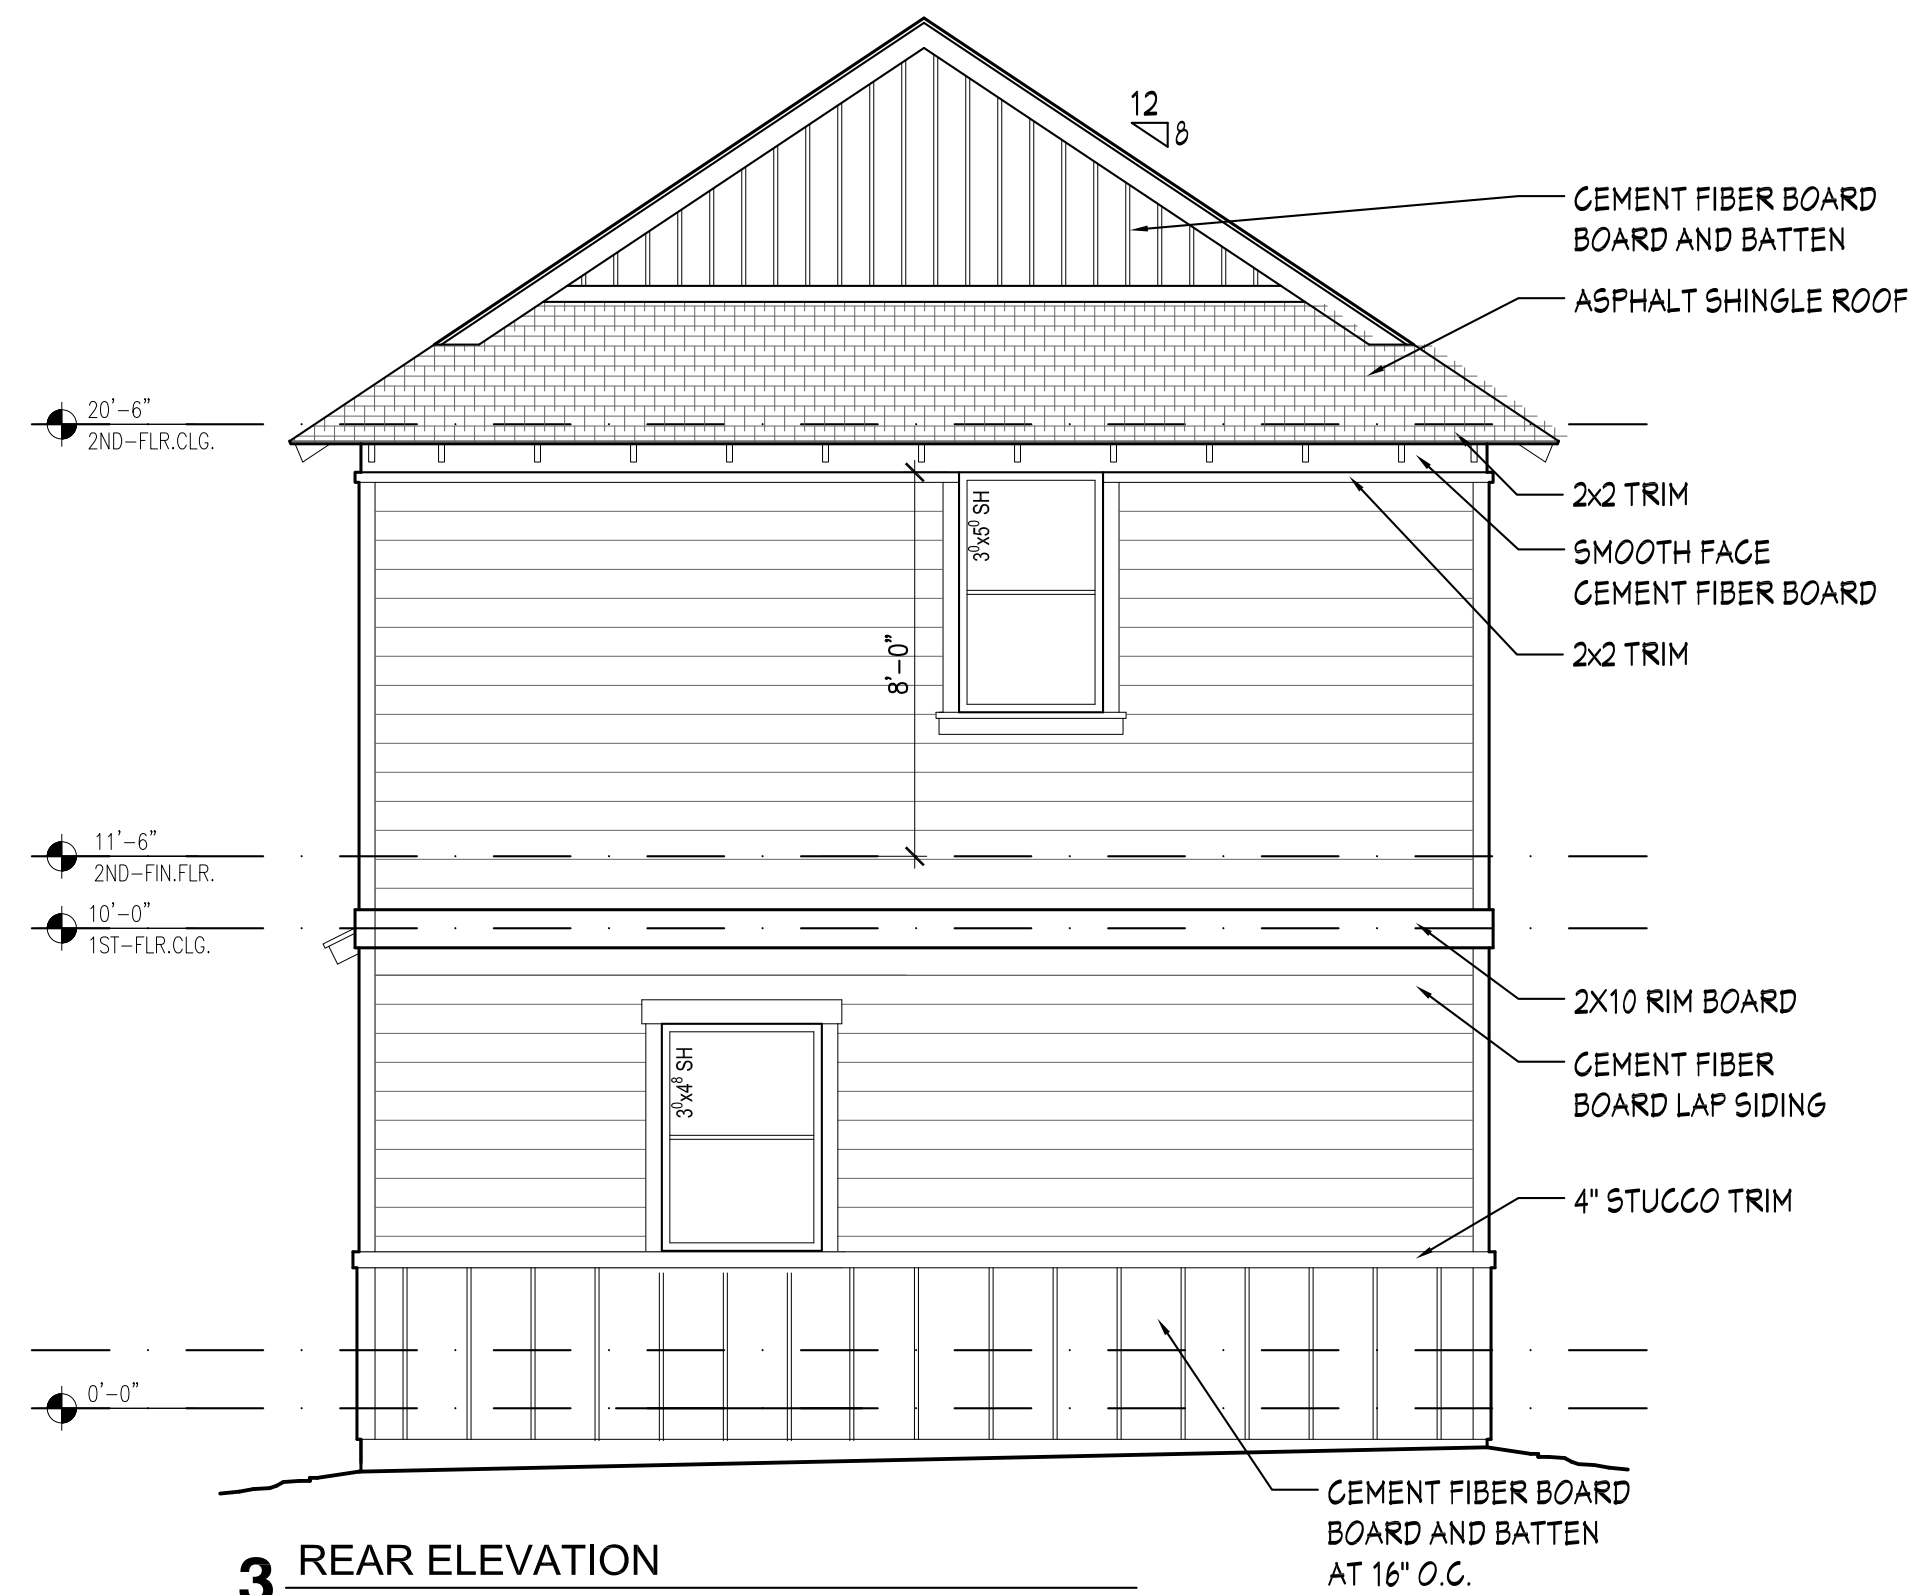 12
8
CEMENT FIBER BOARD
BOARD AND BATTEN
ASPHALT SHINGLE ROOF
20'-6"
2ND-FLR.CLG.
2x2 TRIM
3⁰x5⁰ SH
SMOOTH FACE
CEMENT FIBER BOARD
2x2 TRIM
8'-0"
11'-6"
2ND-FIN.FLR.
10'-0"
1ST-FLR.CLG.
2X10 RIM BOARD
CEMENT FIBER
BOARD LAP SIDING
3⁰x4⁸ SH
4" STUCCO TRIM
0'-0"
CEMENT FIBER BOARD
BOARD AND BATTEN
AT 16" O.C.
3 REAR ELEVATION